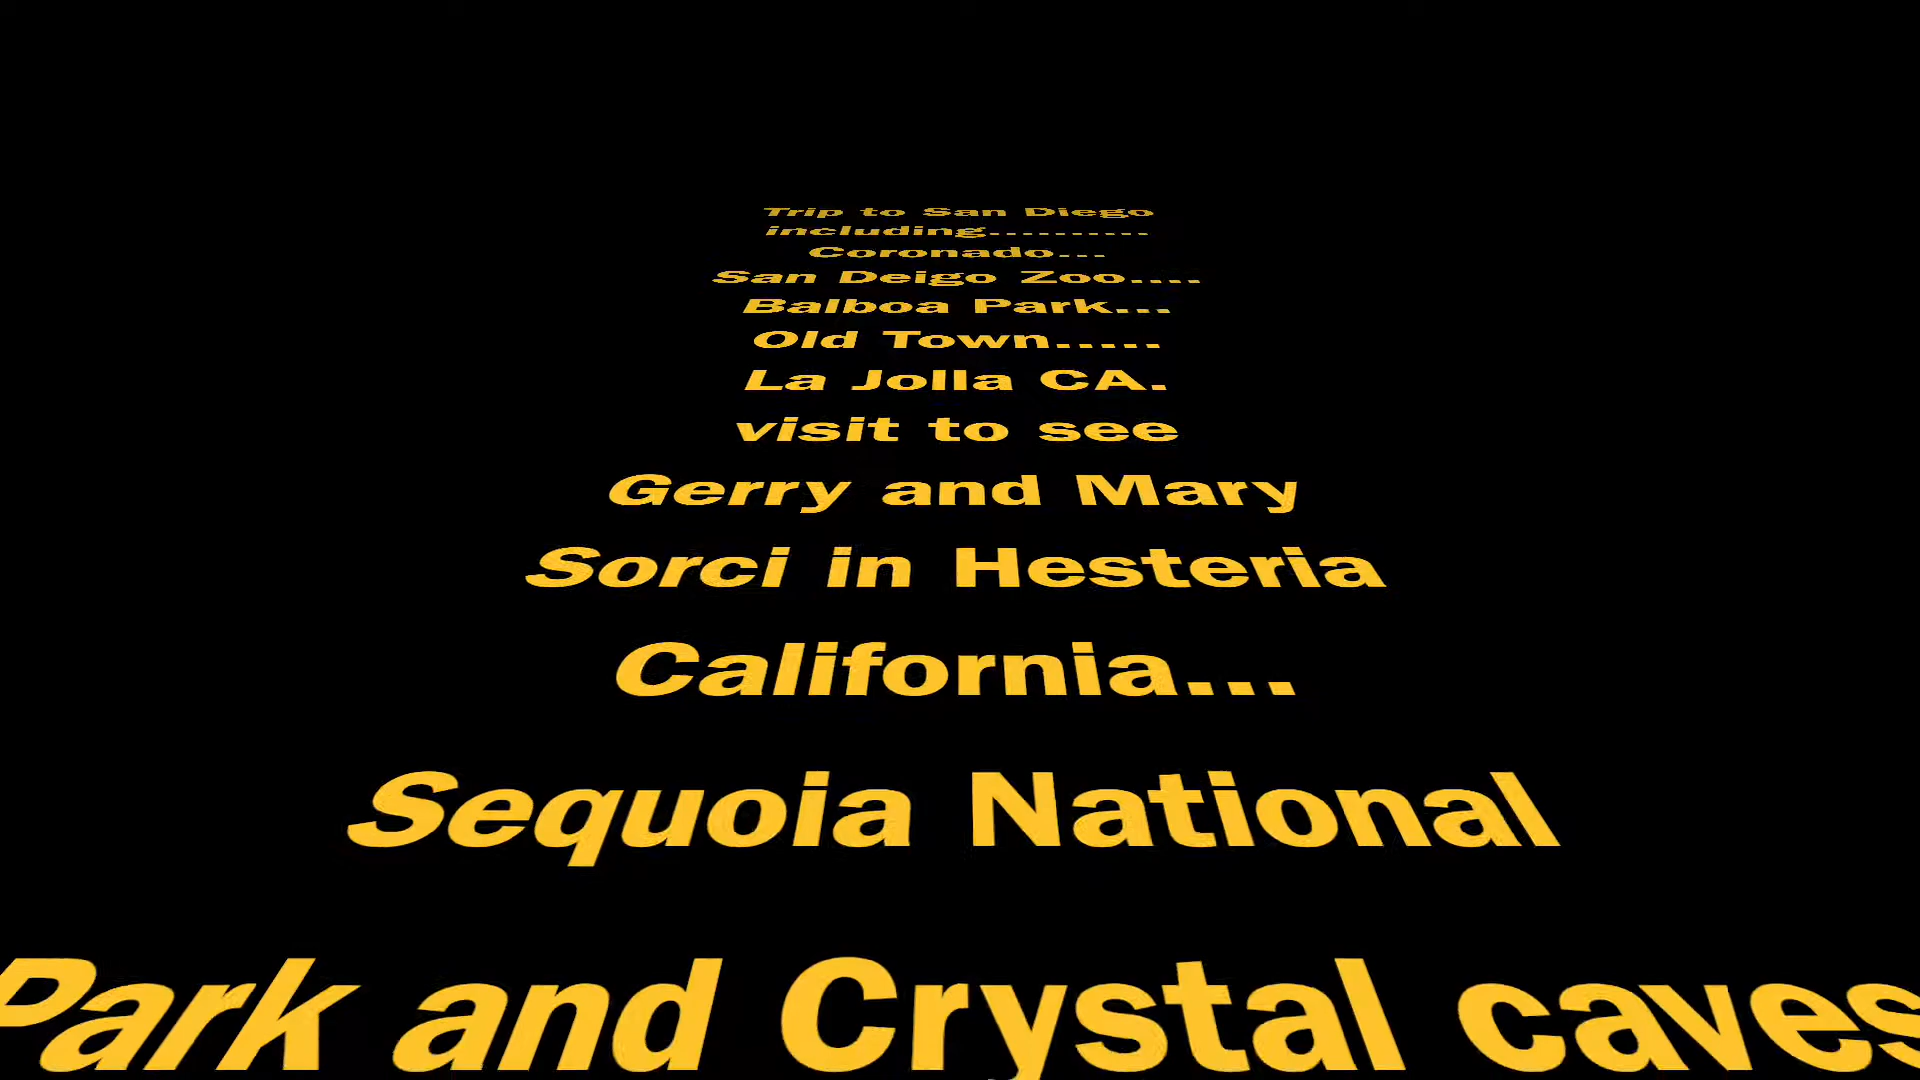 Trip to San Diego
including..........
Coronado...
San Deigo Zoo....
Balboa Park...
Old Town.....
La Jolla CA.
visit to see
Gerry and Mary
Sorci in Hesteria
California...
Sequoia National
Park and Crystal caves